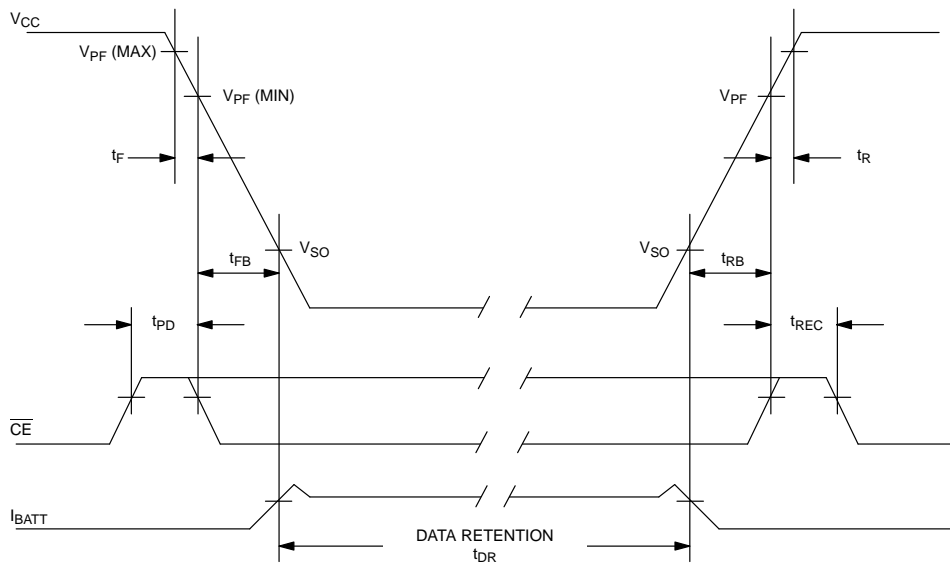 VCC
VPF (MAX)
VPF (MIN)
VPF
tF
tR
VSO
VSO
tFB
tRB
tPD
tREC
CE
IBATT
DATA RETENTION
tDR